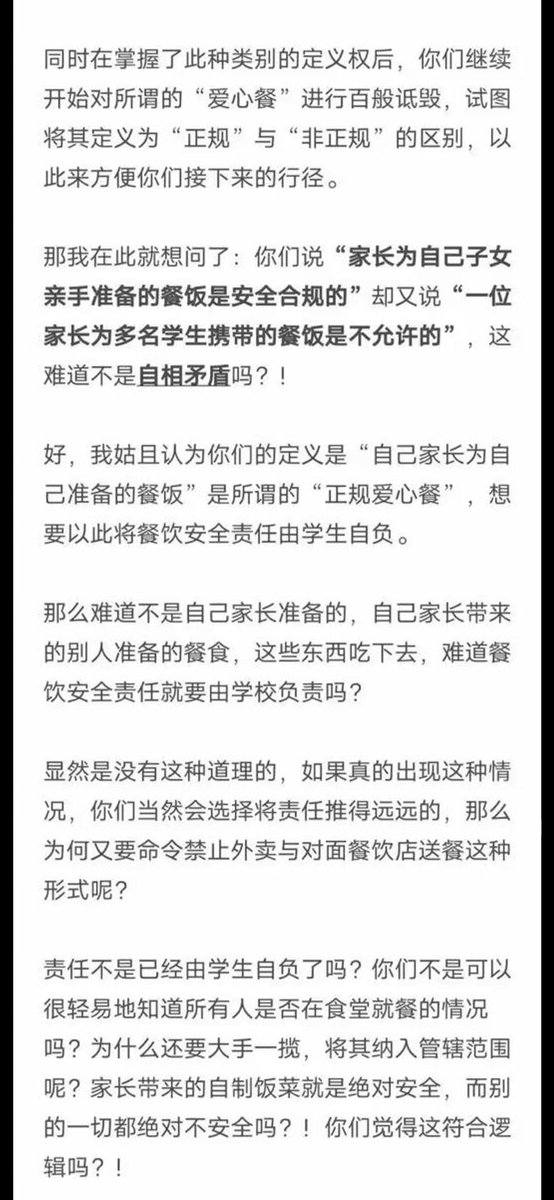 同时在掌握了此种类别的定义权后，你们继续
开始对所谓的“爱心餐”进行百般诋毁，试图
将其定义为“正规”与“非正规”的区别，以
此来方便你们接下来的行径。
那我在此就想问了：你们说“家长为自己子女
亲手准备的餐饭是安全合规的”却又说“一位
家长为多名学生携带的餐饭是不允许的”，这
难道不是自相矛盾吗？！
好，我姑且认为你们的定义是“自己家长为自
己准备的餐饭”是所谓的“正规爱心餐”，想
要以此将餐饮安全责任由学生自负。
那么难道不是自己家长准备的，自己家长带来
的别人准备的餐食，这些东西吃下去，难道餐
饮安全责任就要由学校负责吗？
显然是没有这种道理的，如果真的出现这种情
况，你们当然会选择将责任推得远远的，那么
为何又要命令禁止外卖与对面餐饮店送餐这种
形式呢？
责任不是已经由学生自负了吗？你们不是可以
很轻易地知道所有人是否在食堂就餐的情况
吗？为什么还要大手一揽，将其纳入管辖范围
呢？家长带来的自制饭菜就是绝对安全，而别
的一切都绝对不安全吗？！你们觉得这符合逻
辑吗？！